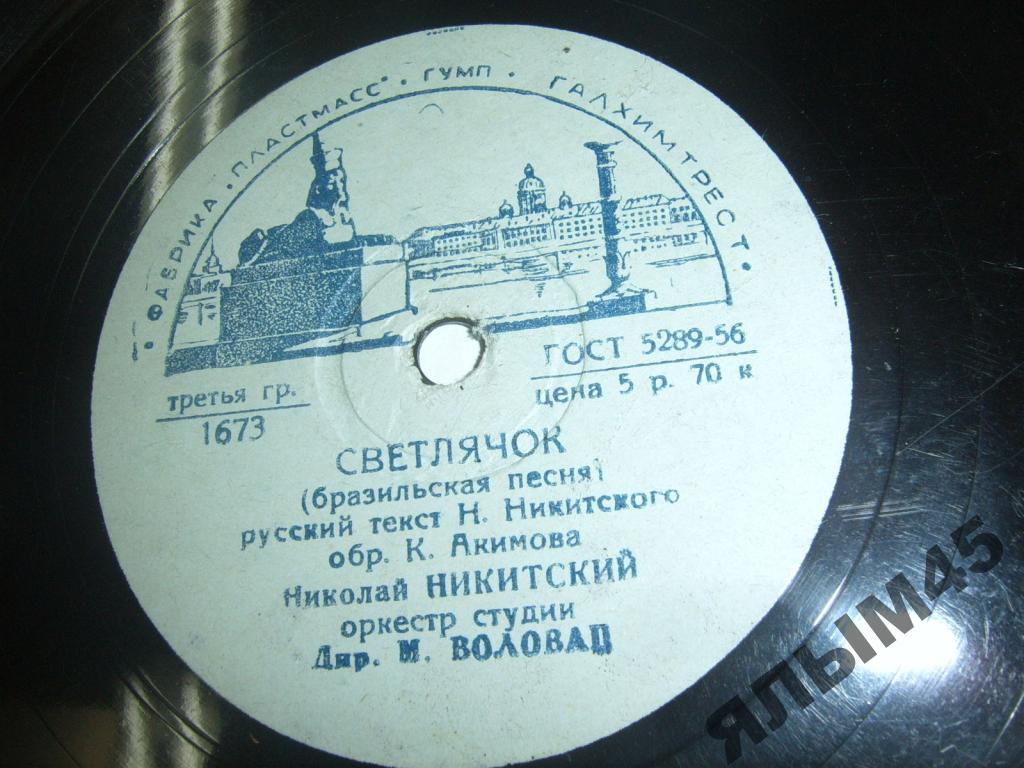 • ФАБРИКА • „ПЛАСТМАСС" • ГУМП • ГАЛХИМТРЕСТ •
третья гр.
1673
ГОСТ 5289-56
цена 5 р. 70 к
СВЕТЛЯЧОК
(бразильская песня)
русский текст Н. Никитского
обр. К. Акимова
Николай НИКИТСКИЙ
оркестр студии
Дир. М. ВОЛОВАЦ
ЯЛЫМ45